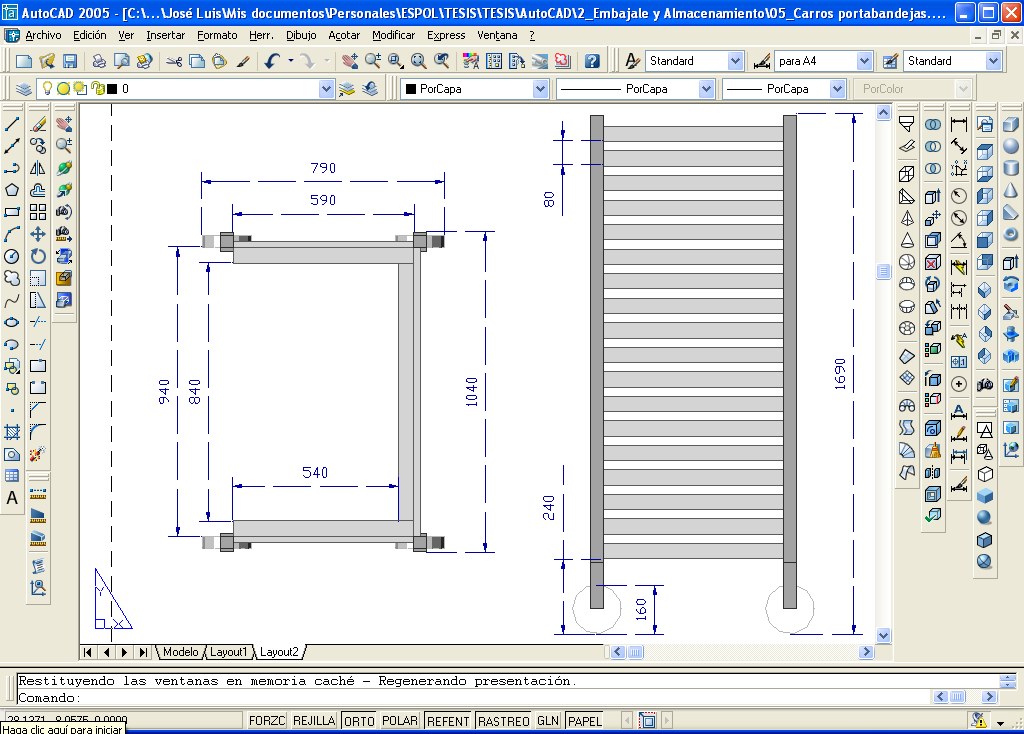 AutoCAD 2005 - [C:\...\José Luis\Mis documentos\Personales\ESPOL\TESIS\TESIS\AutoCAD\2_Embalaje y Almacenamiento\05_Carros portabandejas....
Archivo Edición Ver Insertar Formato Herr. Dibujo Acotar Modificar Express Ventana ?
Standard para A4 Standard
0 PorCapa PorCapa PorCapa PorColor
790
590
80
940
840
1040
1690
540
240
160
Y
X
A
Modelo Layout1 Layout2
Restituyendo las ventanas en memoria caché - Regenerando presentación.
Comando:
FORZC REJILLA ORTO POLAR REFENT RASTREO GLN PAPEL
Haga clic aquí para iniciar